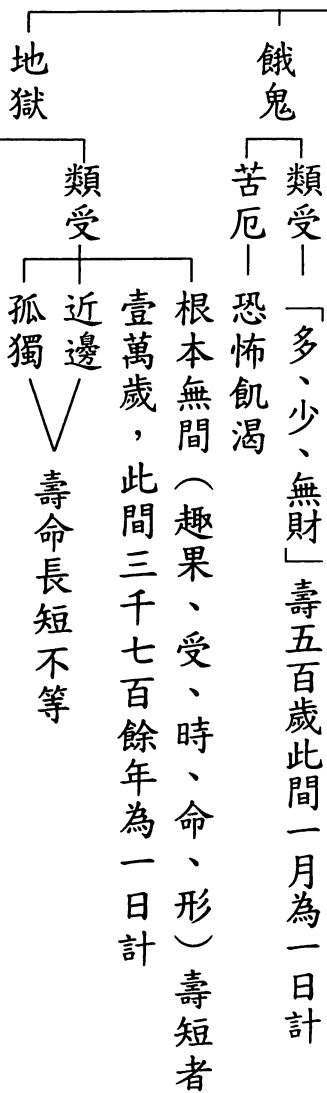 餓鬼
類受
「多、少、無財」壽五百歲此間一月為一日計
苦厄
恐怖飢渴
地獄
類受
根本無間（趣果、受、時、命、形）壽短者
壹萬歲，此間三千七百餘年為一日計
近邊
孤獨
壽命長短不等